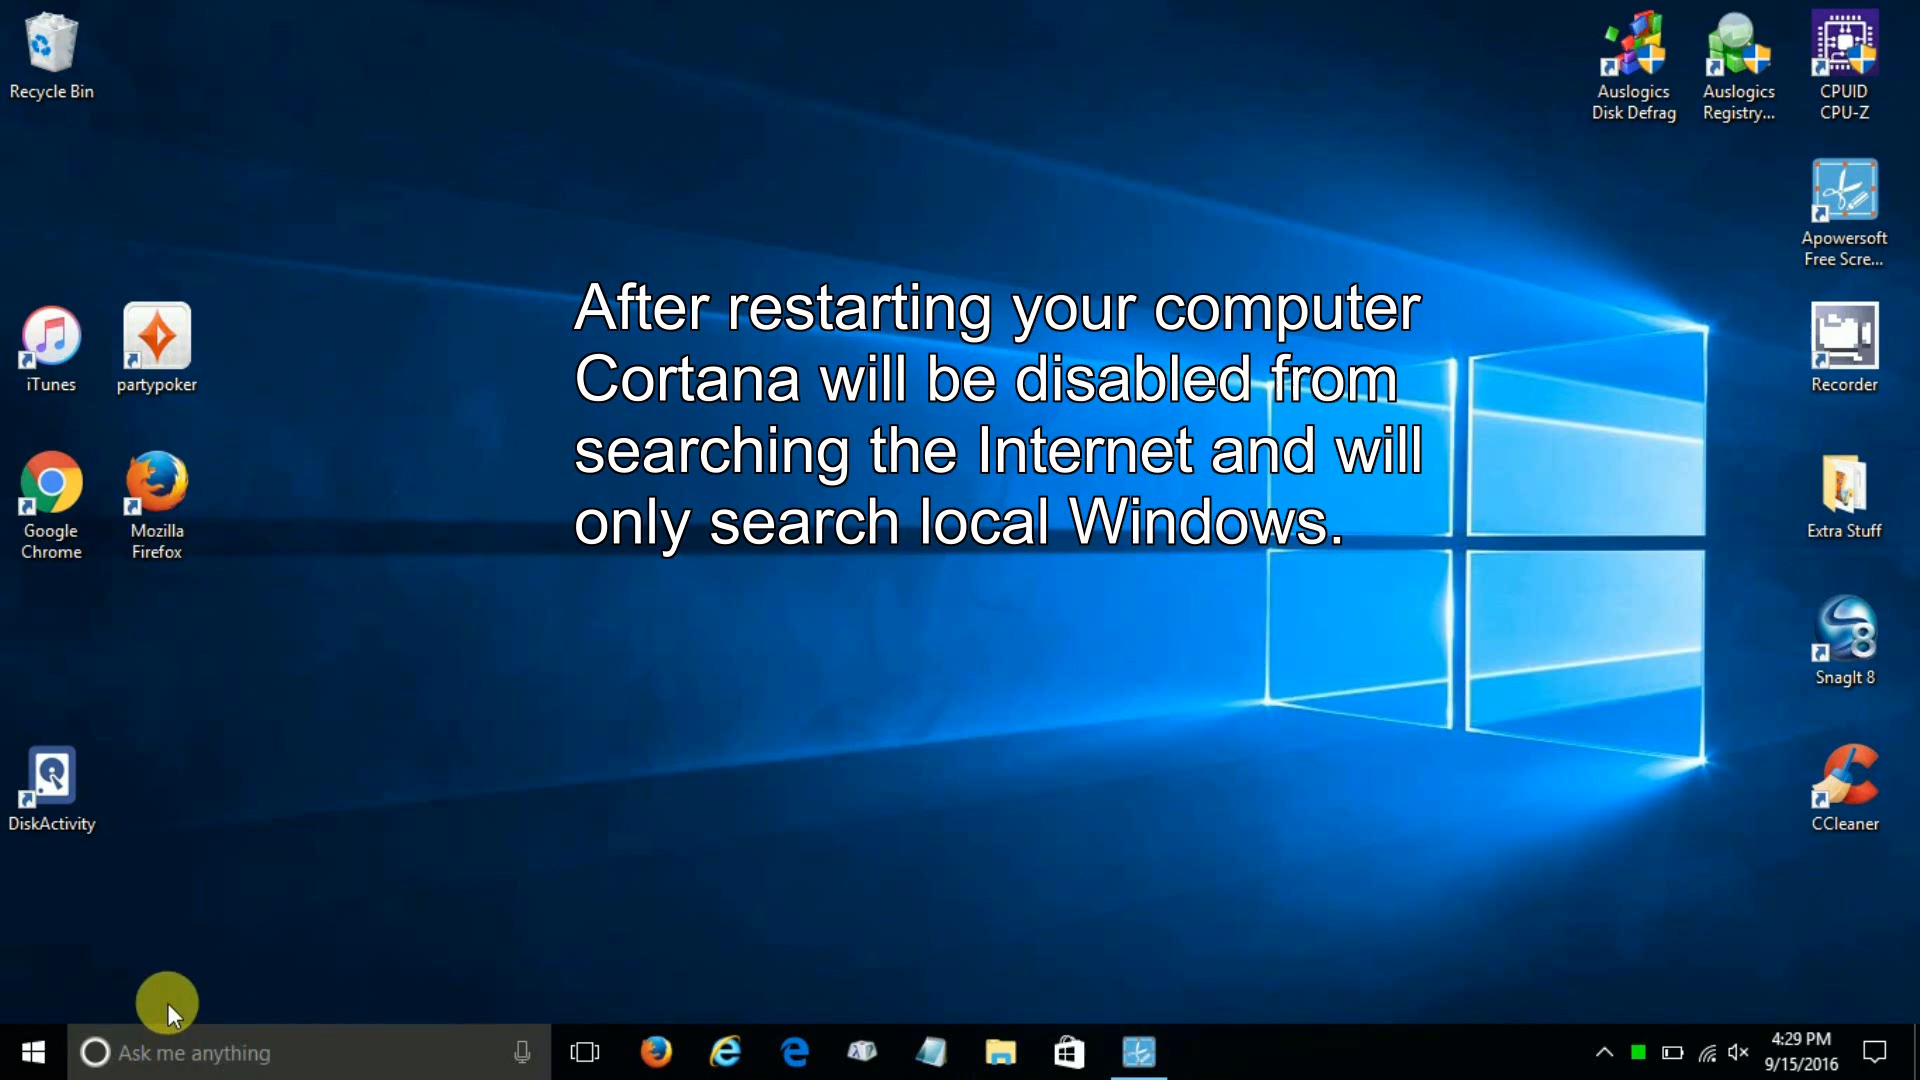 Recycle Bin
Auslogics
Disk Defrag
Auslogics
Registry...
CPUID
CPU-Z
Apowersoft
Free Scre...
After restarting your computer
Cortana will be disabled from
searching the Internet and will
only search local Windows.
iTunes
partypoker
Recorder
Google
Chrome
Mozilla
Firefox
Extra Stuff
8
SnagIt 8
DiskActivity
CCleaner
Ask me anything
4:29 PM
9/15/2016